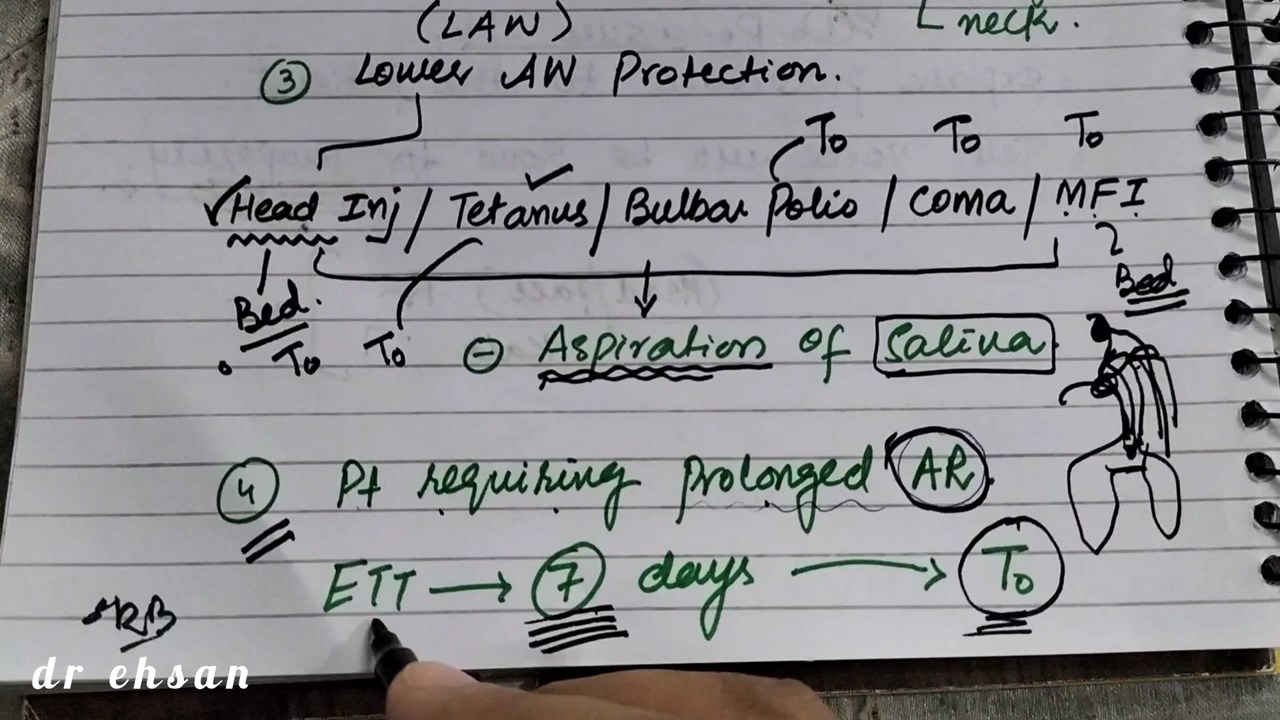 (LAW)
L neck.
③ Lower AW Protection.
To To To
Head Inj / Tetanus / Bulbar Polio / Coma / MFI
Bed. Bed
To To ⊖ Aspiration of Saliva
④ Pt requiring prolonged AR
ETT → 7 days → To
dr ehsan